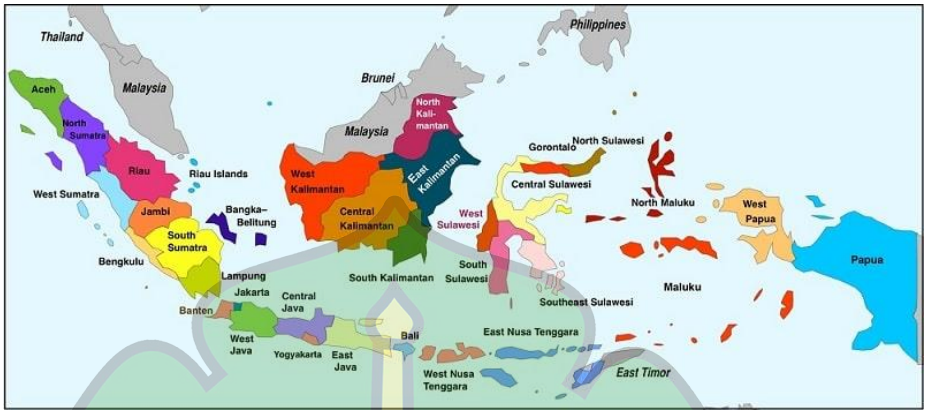 Philippines
Thailand
Brunei
Malaysia
Aceh
North
Kali-
mantan
North
Sumatra
Malaysia
North Sulawesi
Gorontalo
East
Kalimantan
Riau
Riau Islands
West
Kalimantan
Central Sulawesi
West Sumatra
North Maluku
West
Papua
Jambi
Bangka–
Belitung
Central
Kalimantan
West
Sulawesi
South
Sumatra
Bengkulu
Papua
South
Sulawesi
Lampung
South Kalimantan
Maluku
Jakarta
Central
Java
Southeast Sulawesi
Banten
East Nusa Tenggara
Bali
West
Java
Yogyakarta
East
Java
West Nusa
Tenggara
East Timor